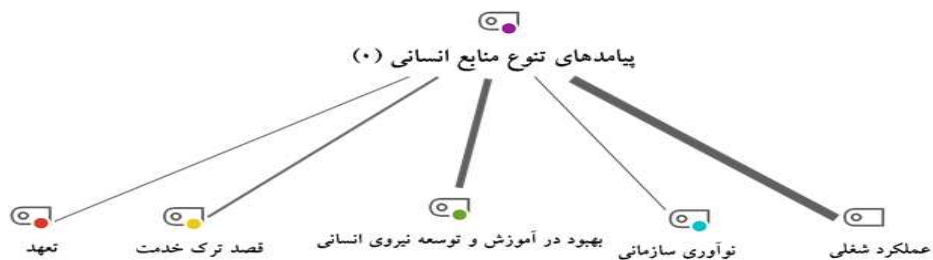 پیامدهای تنوع منابع انسانی (۰)
عملکرد شغلی
نوآوری سازمانی
بهبود در آموزش و توسعه نیروی انسانی
قصد ترک خدمت
تعهد